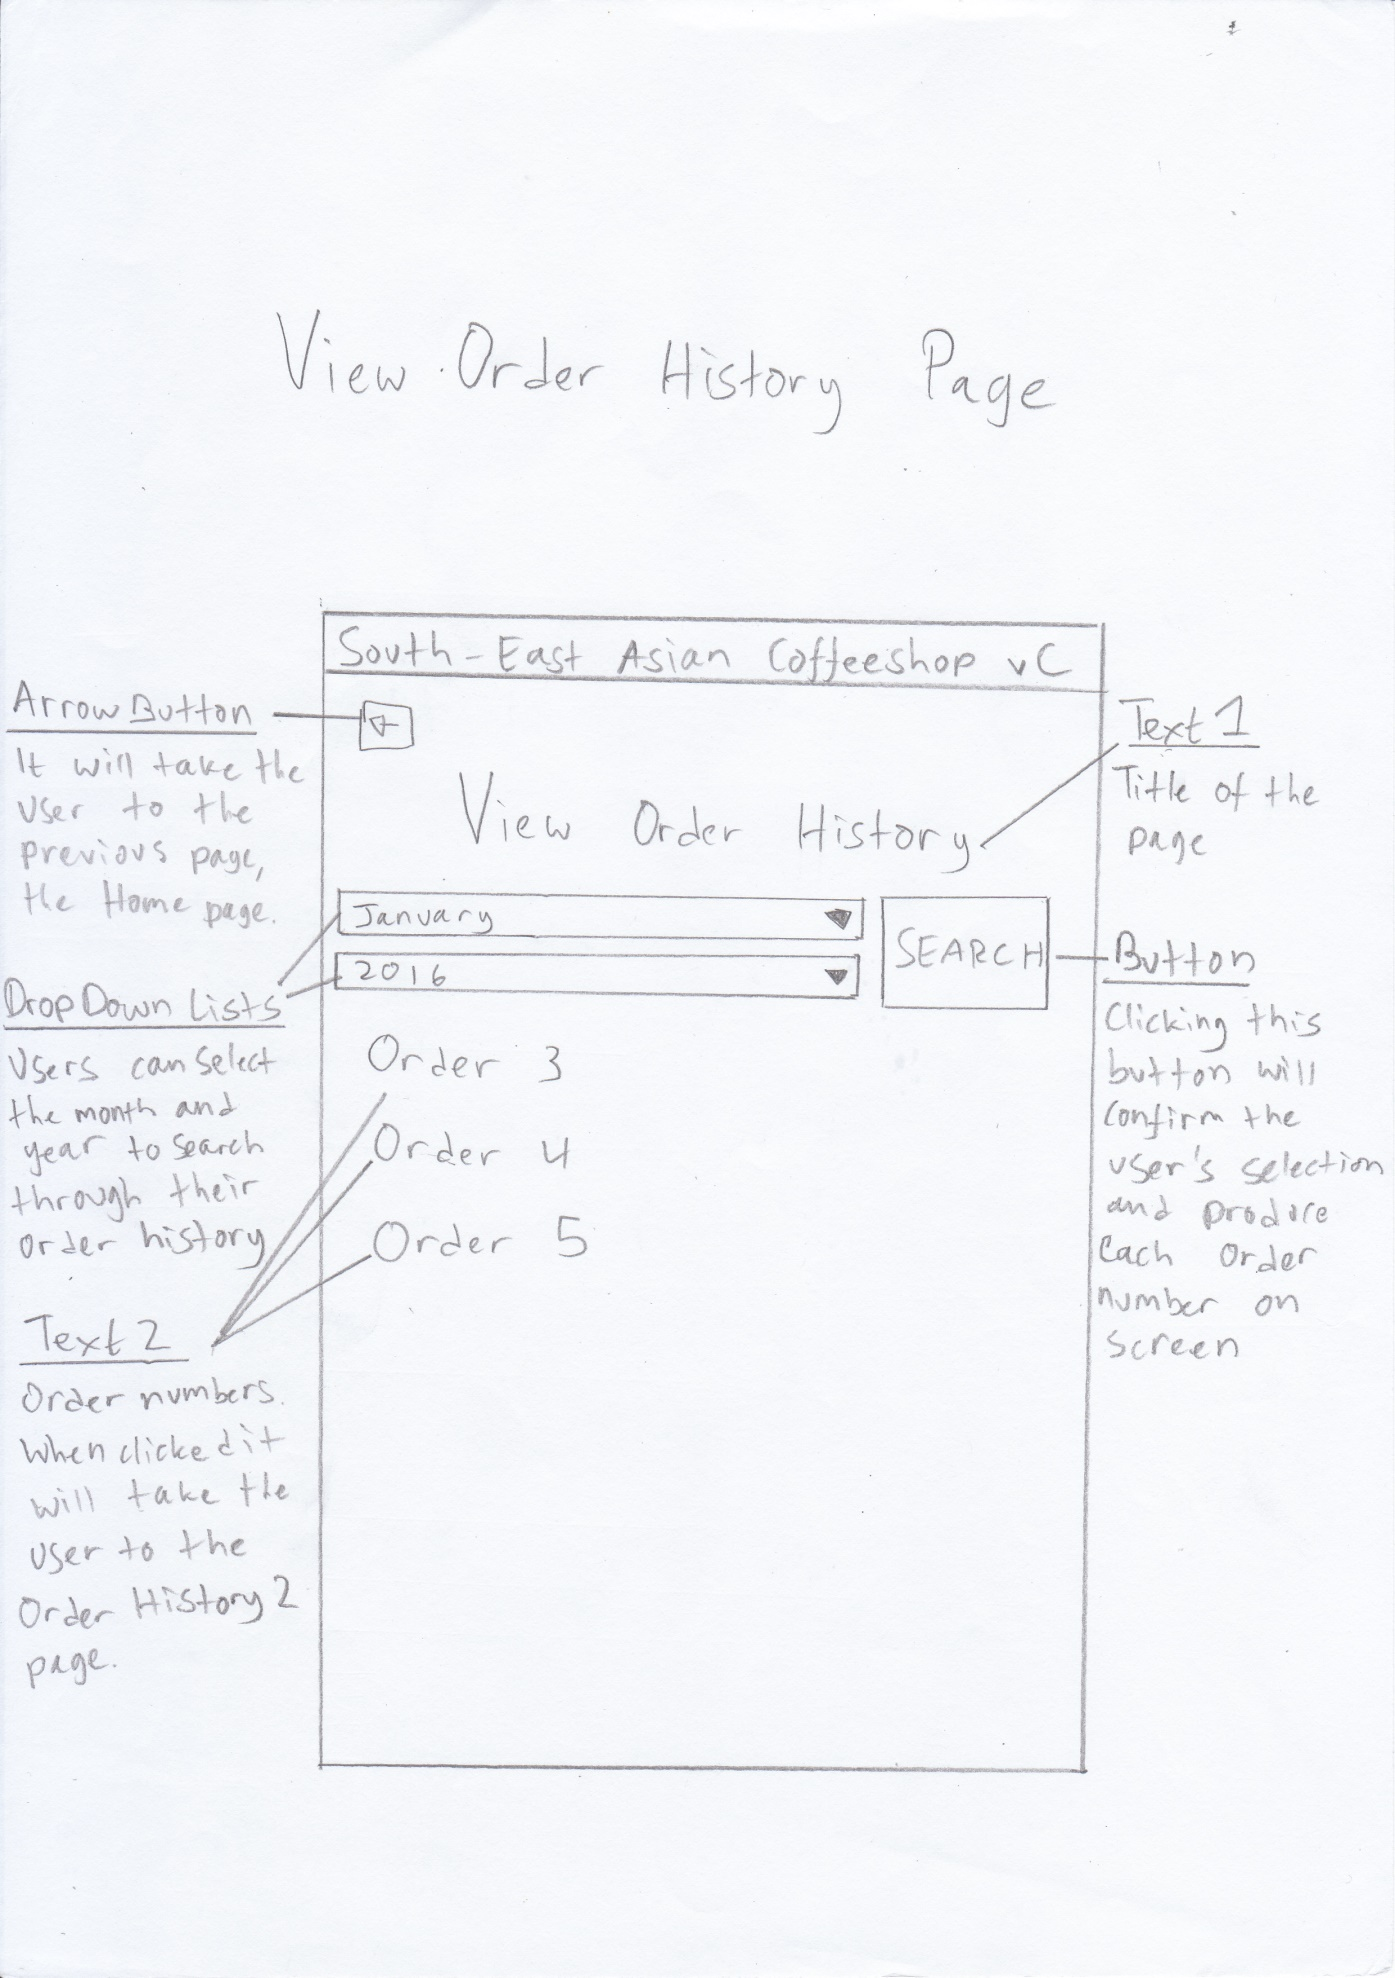 View Order History Page
South-East Asian Coffeeshop vC
Arrow Button
It will take the
user to the
previous page,
the Home page.
Drop Down Lists
Users can select
the month and
year to search
through their
order history
Text 2
Order numbers.
When clicked it
will take the
user to the
Order History 2
page.
View Order History
January
2016
SEARCH
Order 3
Order 4
Order 5
Text 1
Title of the
page
Button
Clicking this
button will
confirm the
user's selection
and produce
each order
number on
screen